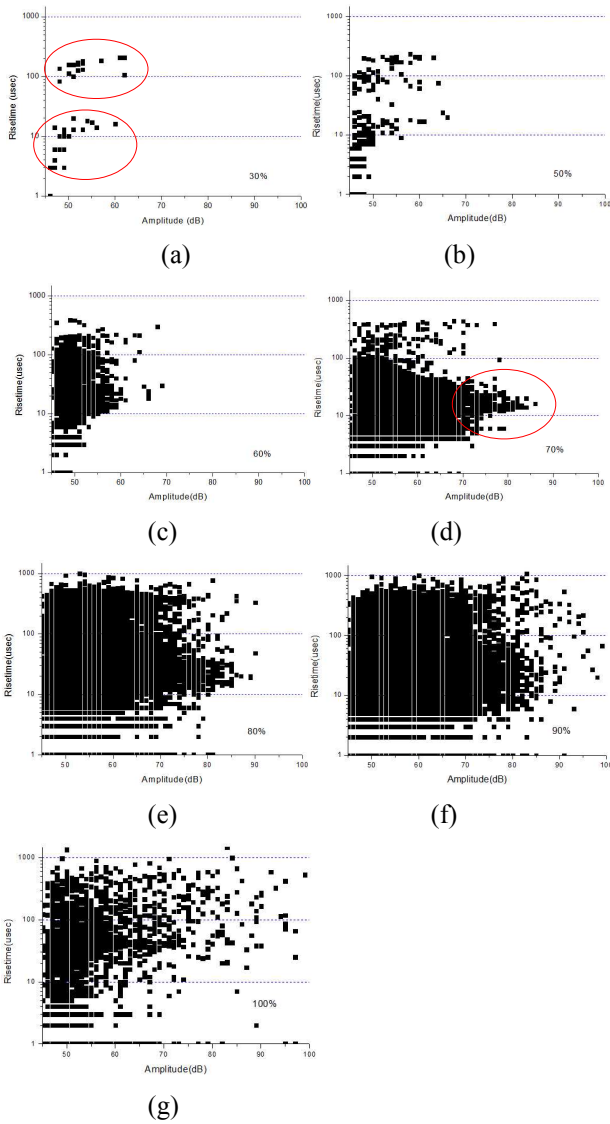 1000
100
10
1
Risetime (usec)
50 60 70 80 90 100
Amplitude (dB)
30%
(a)
1000
100
10
1
Risetime(usec)
50 60 70 80 90 100
Amplitude(dB)
50%
(b)
1000
100
10
1
Risetime(usec)
50 60 70 80 90 100
Amplitude(dB)
60%
(c)
1000
100
10
1
Risetime(usec)
50 60 70 80 90 100
Amplitude(dB)
70%
(d)
1000
100
10
1
Risetime(usec)
50 60 70 80 90 100
Amplitude(dB)
80%
(e)
1000
100
10
1
Risetime(usec)
50 60 70 80 90 100
Amplitude(dB)
90%
(f)
1000
100
10
1
Risetime(usec)
50 60 70 80 90 100
Amplitude(dB)
100%
(g)